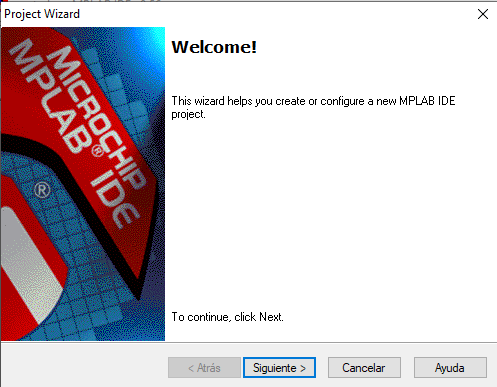 Project Wizard
MICROCHIP
MPLAB® IDE
®
Welcome!
This wizard helps you create or configure a new MPLAB IDE
project.
To continue, click Next.
< Atrás
Siguiente >
Cancelar
Ayuda